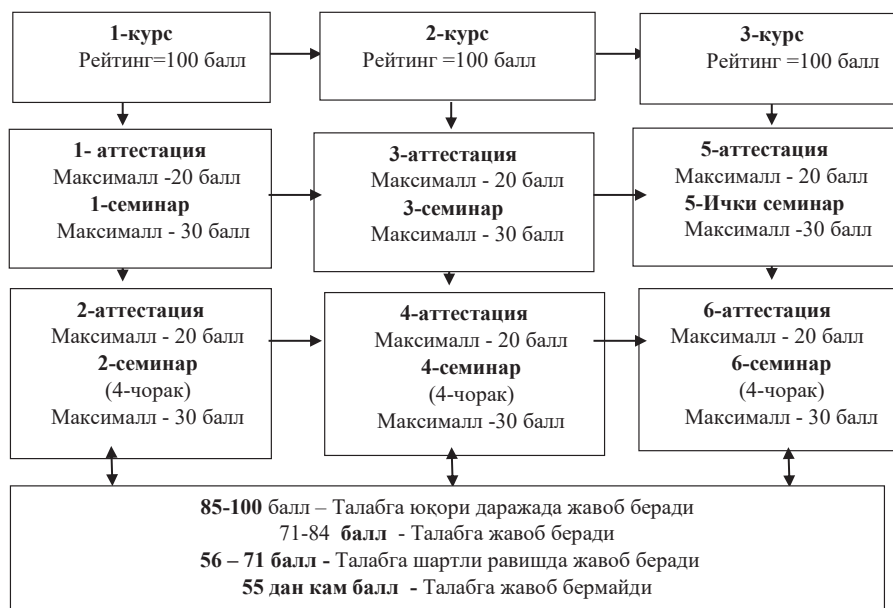 1-курс
Рейтинг=100 балл
2-курс
Рейтинг =100 балл
3-курс
Рейтинг =100 балл
1- аттестация
Максималл -20 балл
1-семинар
Максималл - 30 балл
3-аттестация
Максималл - 20 балл
3-семинар
Максималл - 30 балл
5-аттестация
Максималл - 20 балл
5-Ички семинар
Максималл -30 балл
2-аттестация
Максималл - 20 балл
2-семинар
(4-чорак)
Максималл - 30 балл
4-аттестация
Максималл - 20 балл
4-семинар
(4-чорак)
Максималл -30 балл
6-аттестация
Максималл - 20 балл
6-семинар
(4-чорак)
Максималл - 30 балл
85-100 балл – Талабга юқори даражада жавоб беради
71-84 балл - Талабга жавоб беради
56 – 71 балл - Талабга шартли равишда жавоб беради
55 дан кам балл - Талабга жавоб бермайди